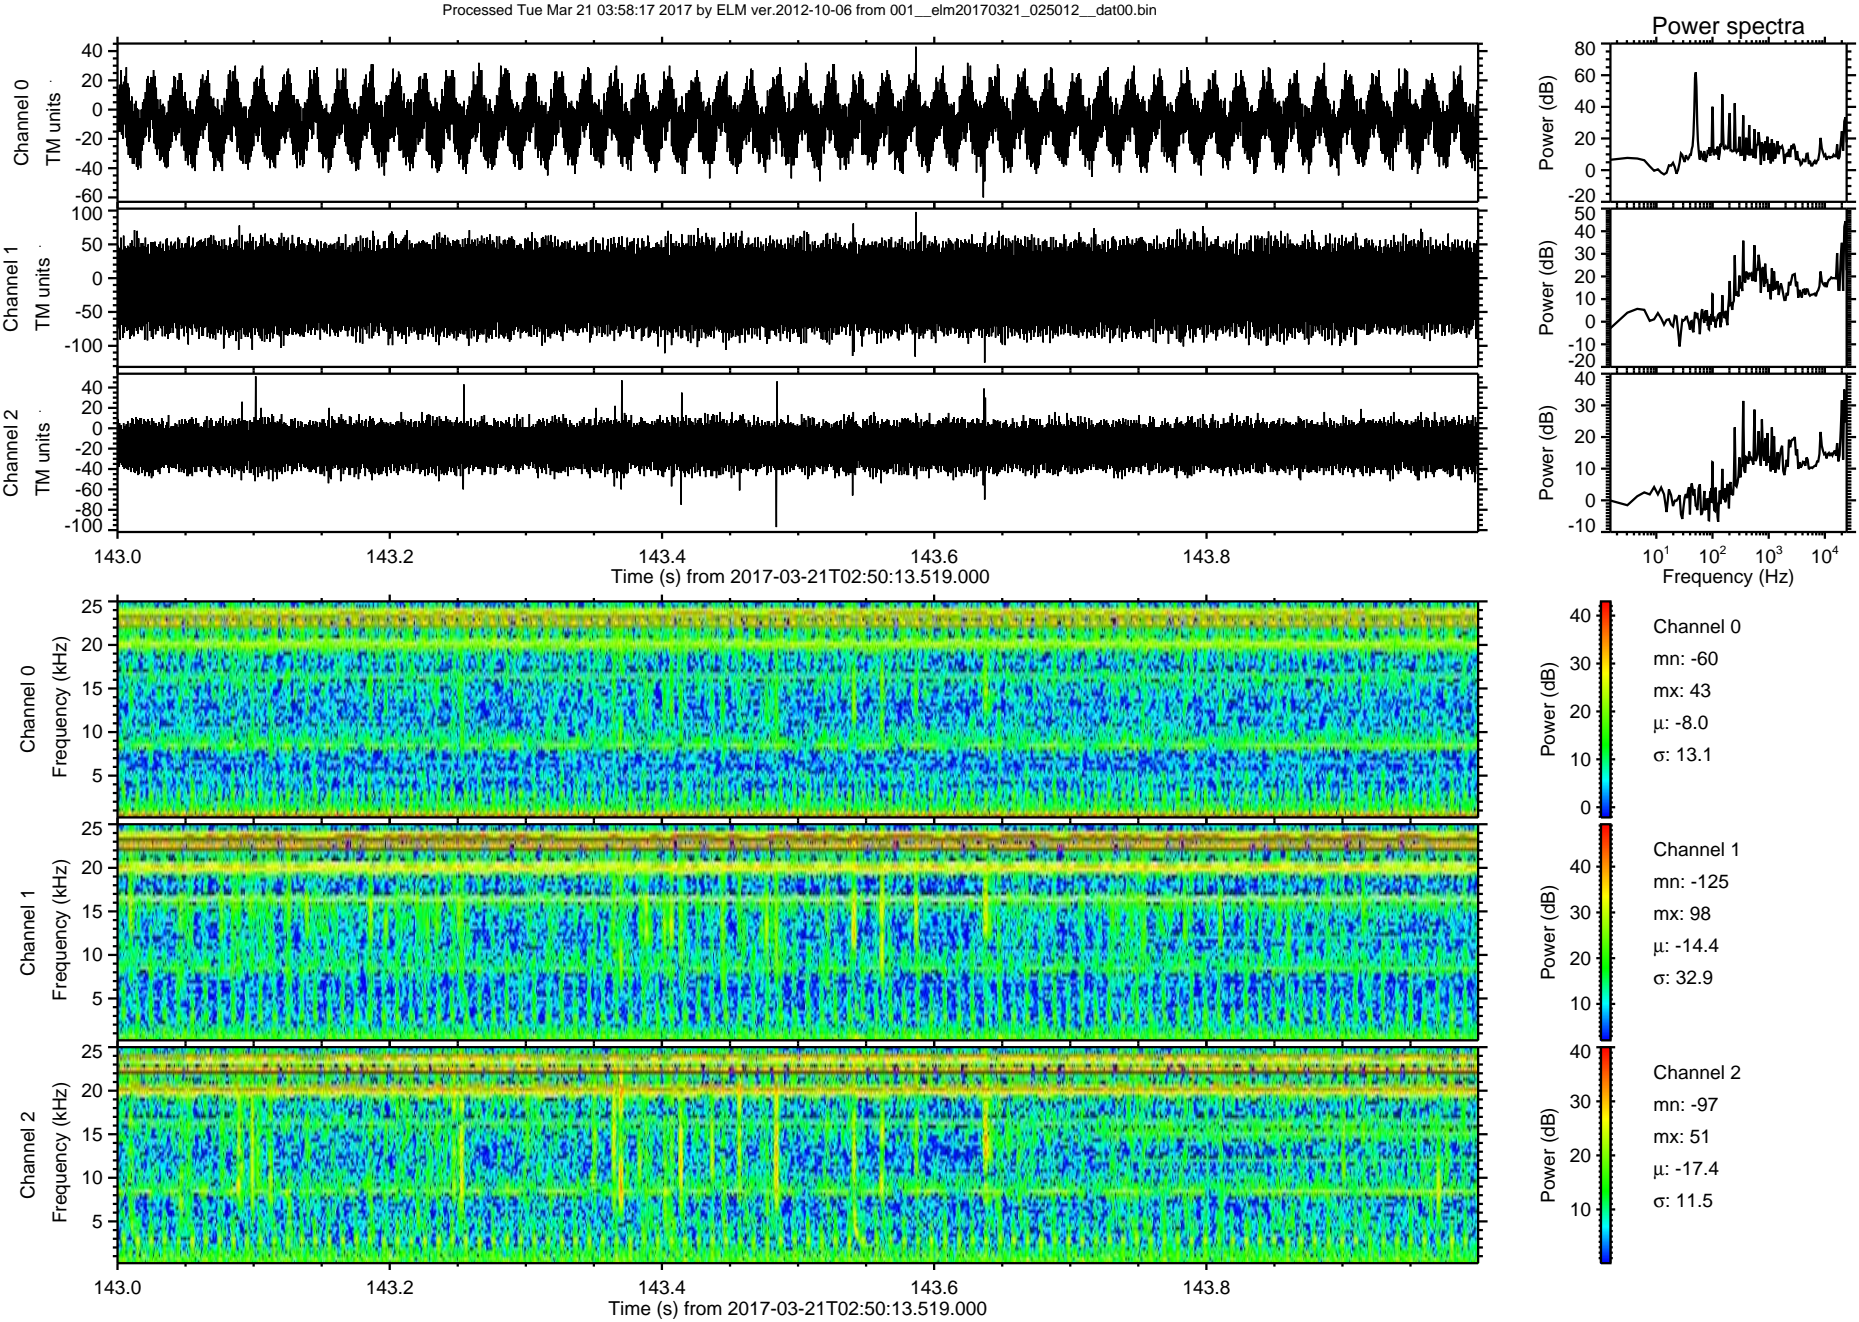 Processed Tue Mar 21 03:58:17 2017 by ELM ver.2012-10-06 from 001__elm20170321_025012__dat00.bin
Power spectra
Channel 0
TM units
40
20
0
-20
-40
-60
Power (dB)
80
60
40
20
0
-20
Channel 1
TM units
100
50
0
-50
-100
Power (dB)
50
40
30
20
10
0
-10
-20
Channel 2
TM units
40
20
0
-20
-40
-60
-80
-100
Power (dB)
40
30
20
10
0
-10
143.0 143.2 143.4 143.6 143.8
Time (s) from 2017-03-21T02:50:13.519.000
10^1 10^2 10^3 10^4
Frequency (Hz)
Channel 0
Frequency (kHz)
25
20
15
10
5
Power (dB)
40
30
20
10
0
Channel 0
mn: -60
mx: 43
μ: -8.0
σ: 13.1
Channel 1
Frequency (kHz)
25
20
15
10
5
Power (dB)
40
30
20
10
Channel 1
mn: -125
mx: 98
μ: -14.4
σ: 32.9
Channel 2
Frequency (kHz)
25
20
15
10
5
Power (dB)
40
30
20
10
Channel 2
mn: -97
mx: 51
μ: -17.4
σ: 11.5
143.0 143.2 143.4 143.6 143.8
Time (s) from 2017-03-21T02:50:13.519.000